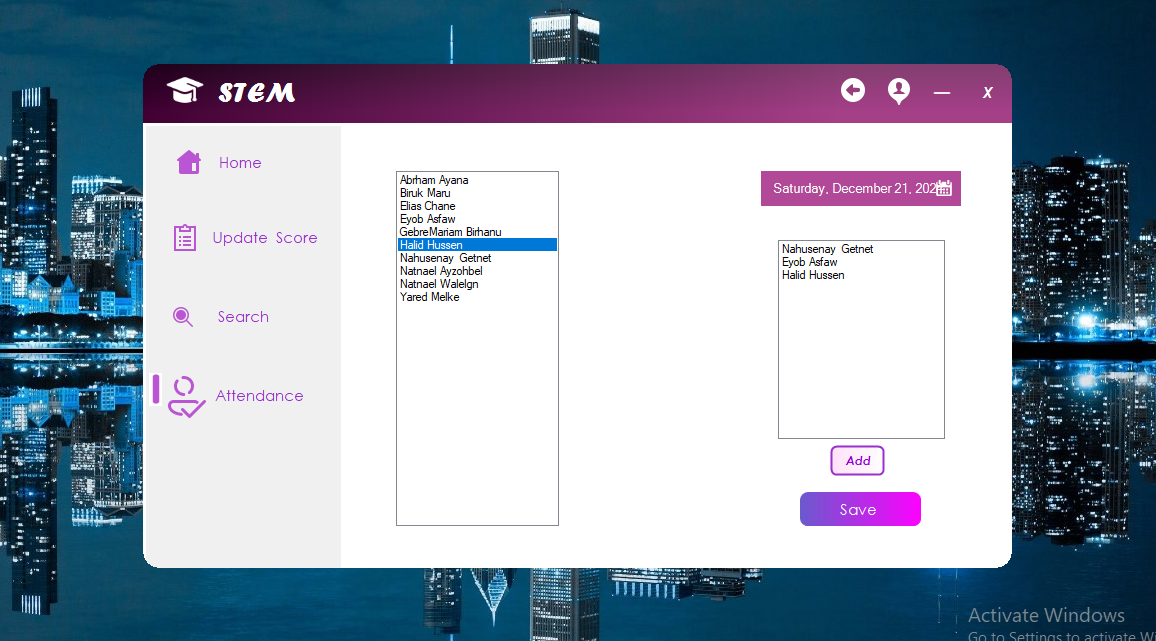 STEM
X
Home
Update Score
Search
Attendance
Abrham Ayana
Biruk Maru
Elias Chane
Eyob Asfaw
GebreMariam Birhanu
Halid Hussen
Nahusenay Getnet
Natnael Ayzohbel
Natnael Walelgn
Yared Melke
Saturday, December 21, 202
Nahusenay Getnet
Eyob Asfaw
Halid Hussen
Add
Save
Activate Windows
Go to Settings to activate W